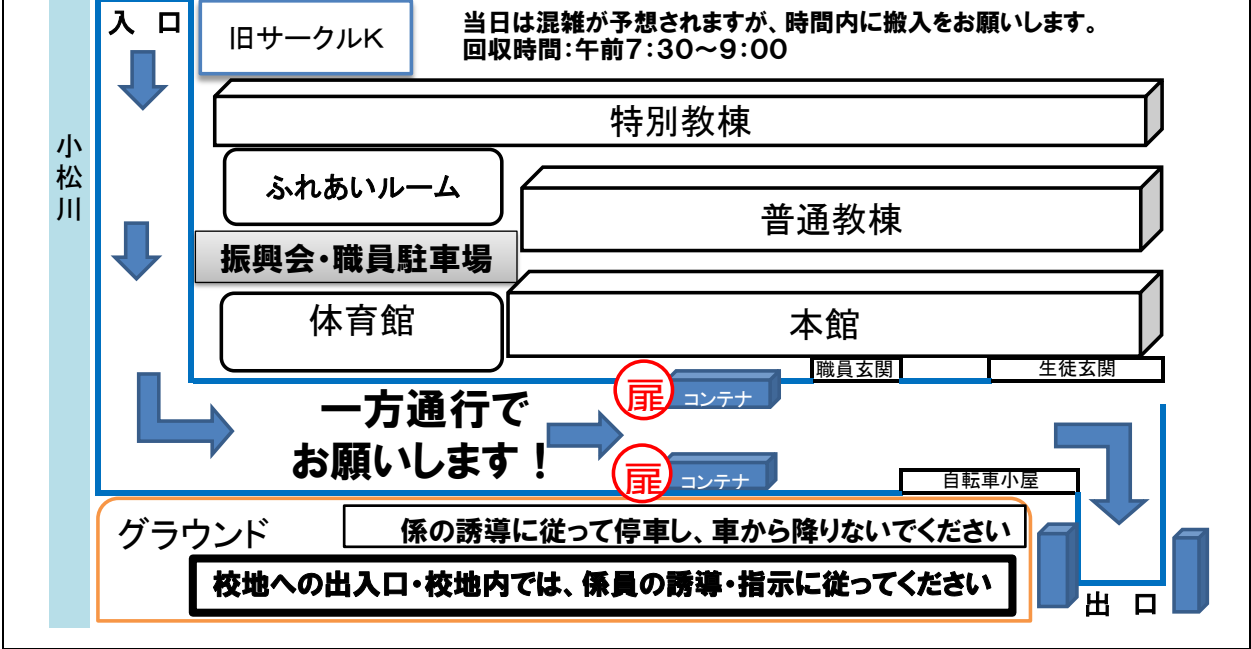 入　口
旧サークルK
当日は混雑が予想されますが、時間内に搬入をお願いします。
回収時間：午前7：30～9：00
特別教棟
小松川
ふれあいルーム
普通教棟
振興会・職員駐車場
体育館
本館
職員玄関
生徒玄関
扉
コンテナ
一方通行で
お願いします！
扉
コンテナ
自転車小屋
グラウンド
係の誘導に従って停車し、車から降りないでください
校地への出入口・校地内では、係員の誘導・指示に従ってください
出　口